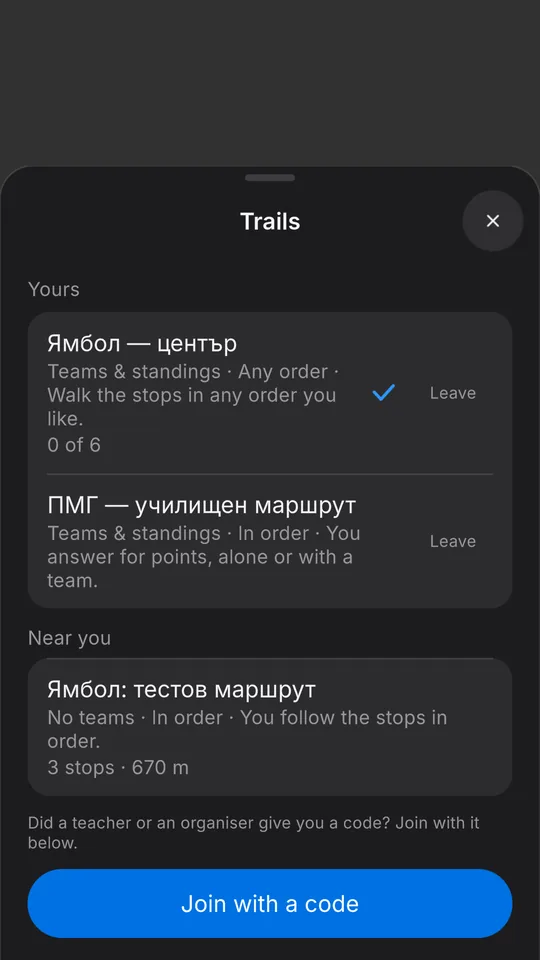 Trails
Yours
Ямбол — център
Teams & standings · Any order ·
Walk the stops in any order you
like.
0 of 6
Leave
ПМГ — училищен маршрут
Teams & standings · In order · You
answer for points, alone or with a
team.
Leave
Near you
Ямбол: тестов маршрут
No teams · In order · You follow the stops in
order.
3 stops · 670 m
Did a teacher or an organiser give you a code? Join with it
below.
Join with a code